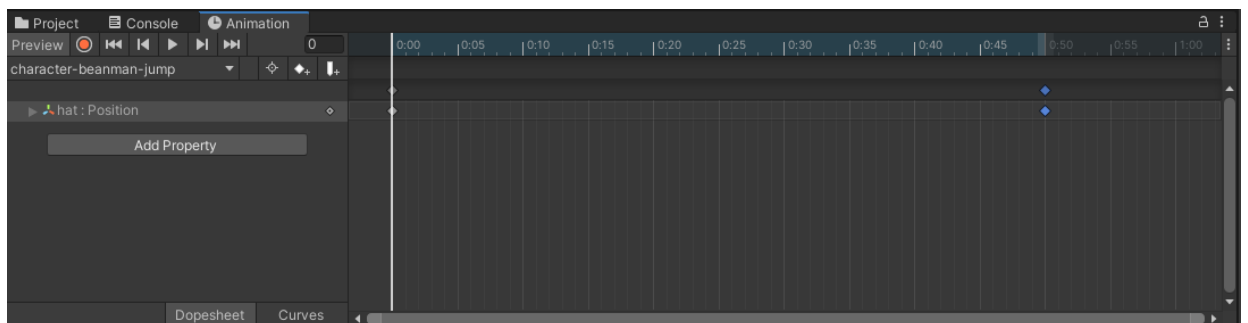 Project Console Animation
Preview 0 0:00 0:05 0:10 0:15 0:20 0:25 0:30 0:35 0:40 0:45 0:50 0:55 1:00
character-beanman-jump
hat : Position
Add Property
Dopesheet Curves